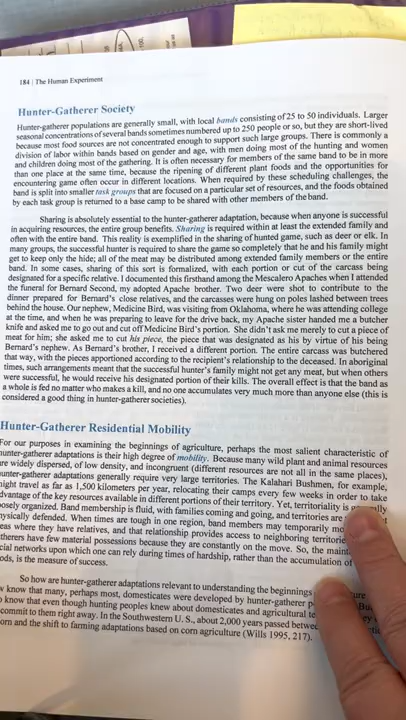 184 | The Human Experiment
Hunter-Gatherer Society
Hunter-gatherer populations are generally small, with local bands consisting of 25 to 50 individuals. Larger
seasonal concentrations of several bands sometimes numbered up to 250 people or so, but they are short-lived
because most food sources are not concentrated enough to support such large groups. There is commonly a
division of labor within bands based on gender and age, with men doing most of the hunting and women
and children doing most of the gathering. It is often necessary for members of the same band to be in more
than one place at the same time, because the ripening of different plant foods and the opportunities for
encountering game often occur in different locations. When required by these scheduling challenges, the
band is split into smaller task groups that are focused on a particular set of resources, and the foods obtained
by each task group is returned to a base camp to be shared with other members of the band.
Sharing is absolutely essential to the hunter-gatherer adaptation, because when anyone is successful
in acquiring resources, the entire group benefits. Sharing is required within at least the extended family and
often with the entire band. This reality is exemplified in the sharing of hunted game, such as deer or elk. In
many groups, the successful hunter is required to share the game so completely that he and his family might
get to keep only the hide; all of the meat may be distributed among extended family members or the entire
band. In some cases, sharing of this sort is formalized, with each portion or cut of the carcass being
designated for a specific relative. I documented this firsthand among the Mescalero Apaches when I attended
the funeral for Bernard Second, my adopted Apache brother. Two deer were shot to contribute to the
dinner prepared for Bernard's close relatives, and the carcasses were hung on poles lashed between trees
behind the house. Our nephew, Medicine Bird, was visiting from Oklahoma, where he was attending college
at the time, and when he was preparing to leave for the drive back, my Apache sister handed me a butcher
knife and asked me to go out and cut off Medicine Bird's portion. She didn't ask me merely to cut a piece of
meat for him; she asked me to cut his piece, the piece that was designated as his by virtue of his being
Bernard's nephew. As Bernard's brother, I received a different portion. The entire carcass was butchered
that way, with the pieces apportioned according to the recipient's relationship to the deceased. In aboriginal
times, such arrangements meant that the successful hunter's family might not get any meat, but when others
were successful, he would receive his designated portion of their kills. The overall effect is that the band as
a whole is fed no matter who makes a kill, and no one accumulates very much more than anyone else (this is
considered a good thing in hunter-gatherer societies).
Hunter-Gatherer Residential Mobility
For our purposes in examining the beginnings of agriculture, perhaps the most salient characteristic of
hunter-gatherer adaptations is their high degree of mobility. Because many wild plant and animal resources
are widely dispersed, of low density, and incongruent (different resources are not all in the same places),
hunter-gatherer adaptations generally require very large territories. The Kalahari Bushmen, for example,
might travel as far as 1,500 kilometers per year, relocating their camps every few weeks in order to take
dvantage of the key resources available in different portions of their territory. Yet, territoriality is
oosely organized. Band membership is fluid, with families coming and going, and territories are
hysically defended. When times are tough in one region, band members may temporarily mo
eas where they have relatives, and that relationship provides access to neighboring territorie
therers have few material possessions because they are constantly on the move. So, the maint
cial networks upon which one can rely during times of hardship, rather than the accumulation of
ods, is the measure of success.
So how are hunter-gatherer adaptations relevant to understanding the beginnings
w know that many, perhaps most, domesticates were developed by hunter-gatherer p
o know that even though hunting peoples knew about domesticates and agricultural te
commit to them right away. In the Southwestern U. S., about 2,000 years passed betwee
orn and the shift to farming adaptations based on corn agriculture (Wills 1995, 217).